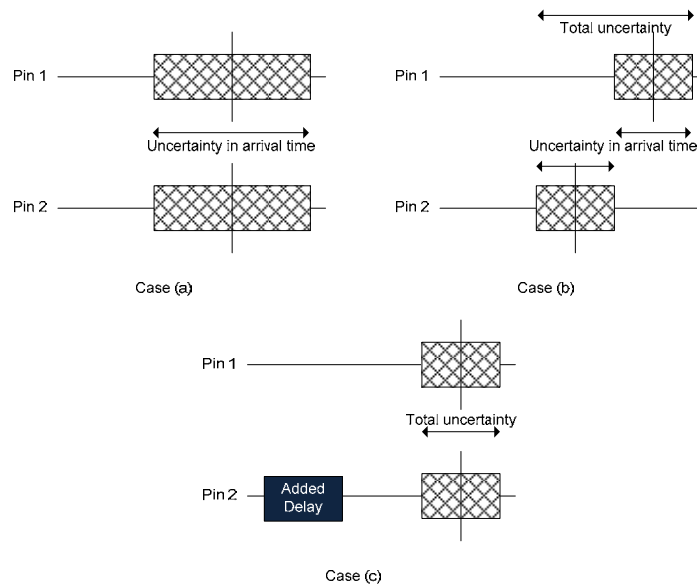 Total uncertainty
Pin 1
Pin 1
Uncertainty in arrival time
Uncertainty in arrival time
Pin 2
Pin 2
Case (a)
Case (b)
Pin 1
Total uncertainty
Pin 2
Added
Delay
Case (c)